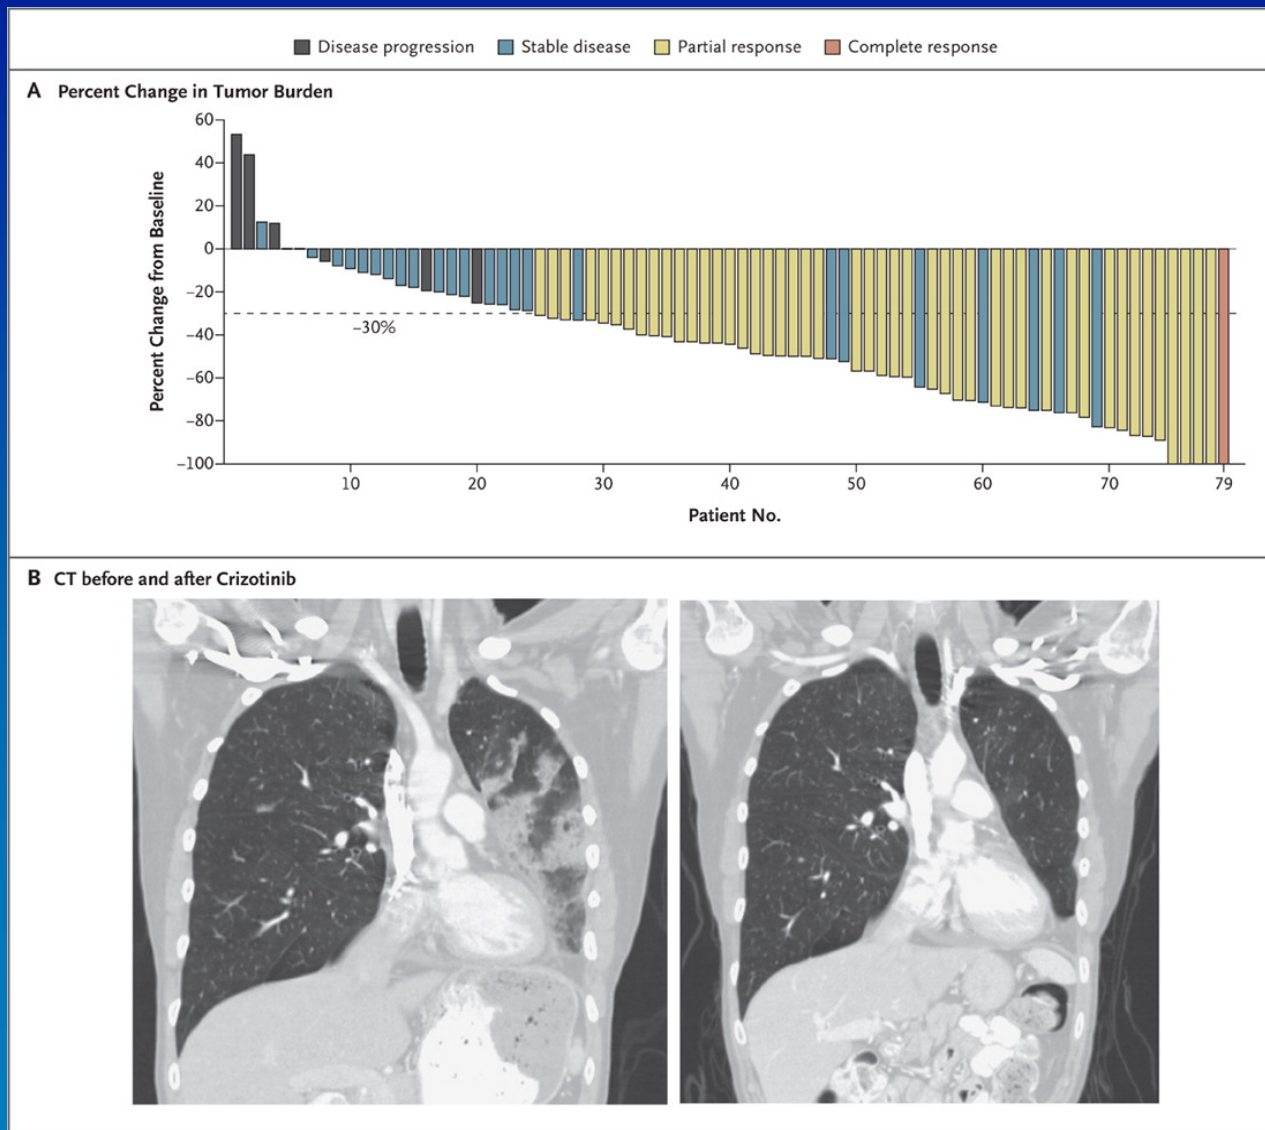 Disease progression Stable disease Partial response Complete response
A Percent Change in Tumor Burden
Percent Change from Baseline
60
40
20
0
−20
−40
−60
−80
−100
−30%
10 20 30 40 50 60 70 79
Patient No.
B CT before and after Crizotinib